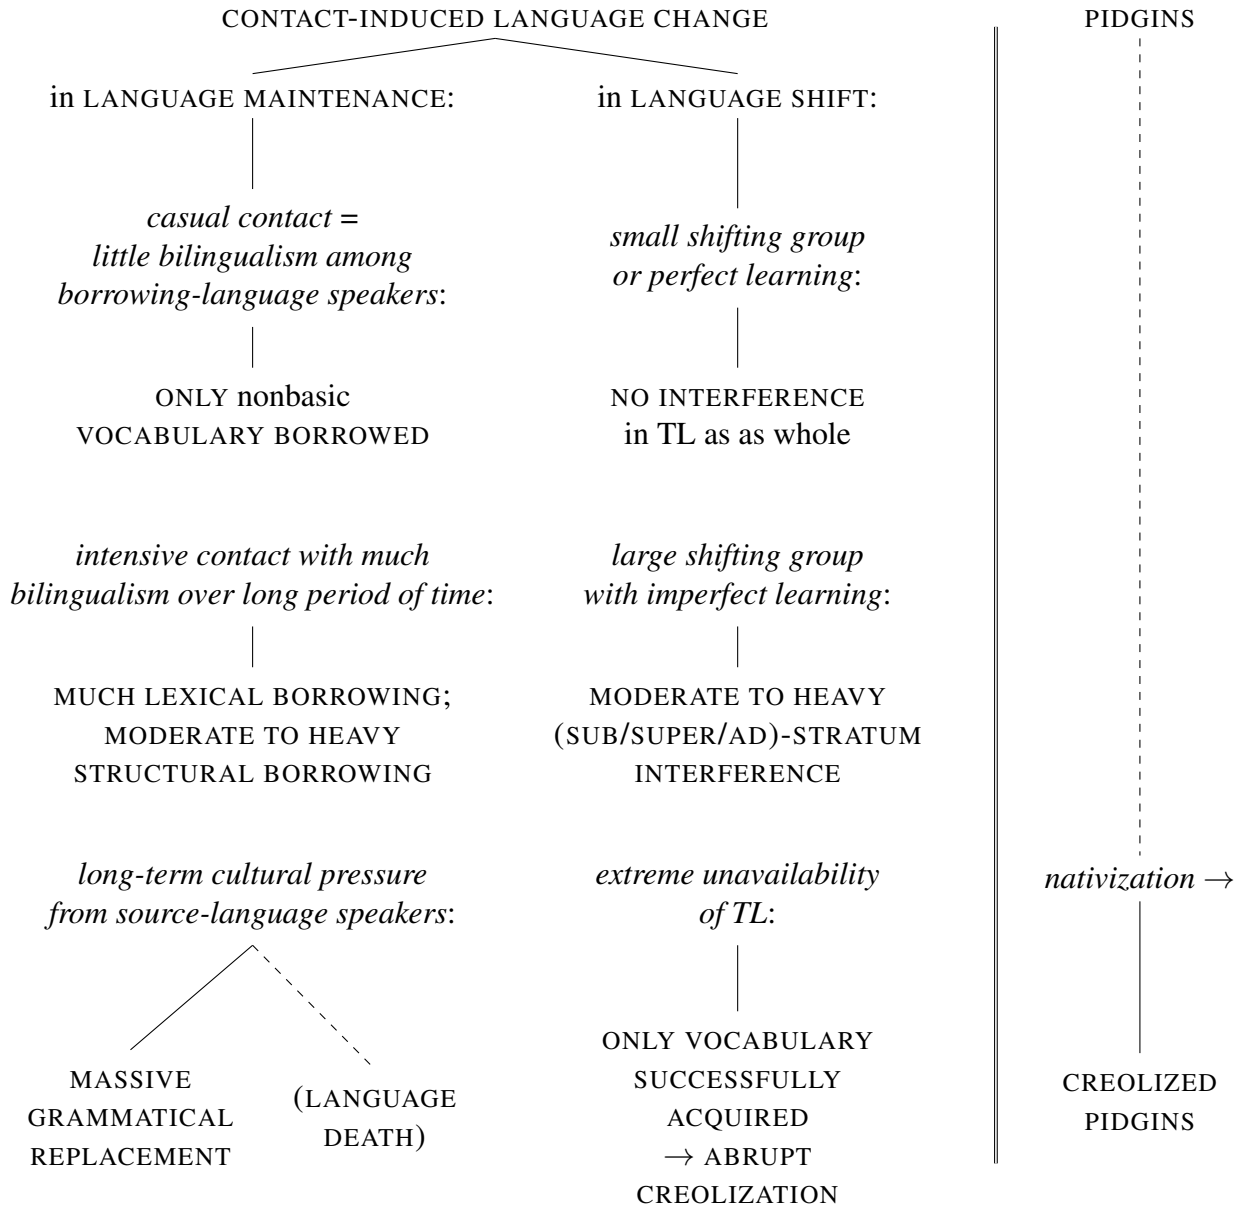 CONTACT-INDUCED LANGUAGE CHANGE
PIDGINS
in LANGUAGE MAINTENANCE:
in LANGUAGE SHIFT:
casual contact =
little bilingualism among
borrowing-language speakers:
small shifting group
or perfect learning:
ONLY nonbasic
VOCABULARY BORROWED
NO INTERFERENCE
in TL as as whole
intensive contact with much
bilingualism over long period of time:
large shifting group
with imperfect learning:
MUCH LEXICAL BORROWING;
MODERATE TO HEAVY
STRUCTURAL BORROWING
MODERATE TO HEAVY
(SUB/SUPER/AD)-STRATUM
INTERFERENCE
long-term cultural pressure
from source-language speakers:
extreme unavailability
of TL:
nativization →
MASSIVE
GRAMMATICAL
REPLACEMENT
(LANGUAGE
DEATH)
ONLY VOCABULARY
SUCCESSFULLY
ACQUIRED
→ ABRUPT
CREOLIZATION
CREOLIZED
PIDGINS